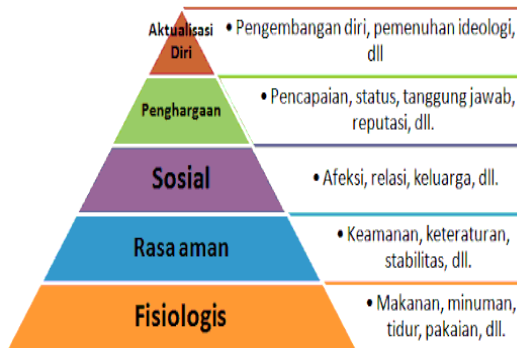 Aktualisasi
Diri
• Pengembangan diri, pemenuhan ideologi,
dll
Penghargaan
• Pencapaian, status, tanggung jawab,
reputasi, dll.
Sosial
• Afeksi, relasi, keluarga, dll.
Rasa aman
• Keamanan, keteraturan,
stabilitas, dll.
Fisiologis
• Makanan, minuman,
tidur, pakaian, dll.